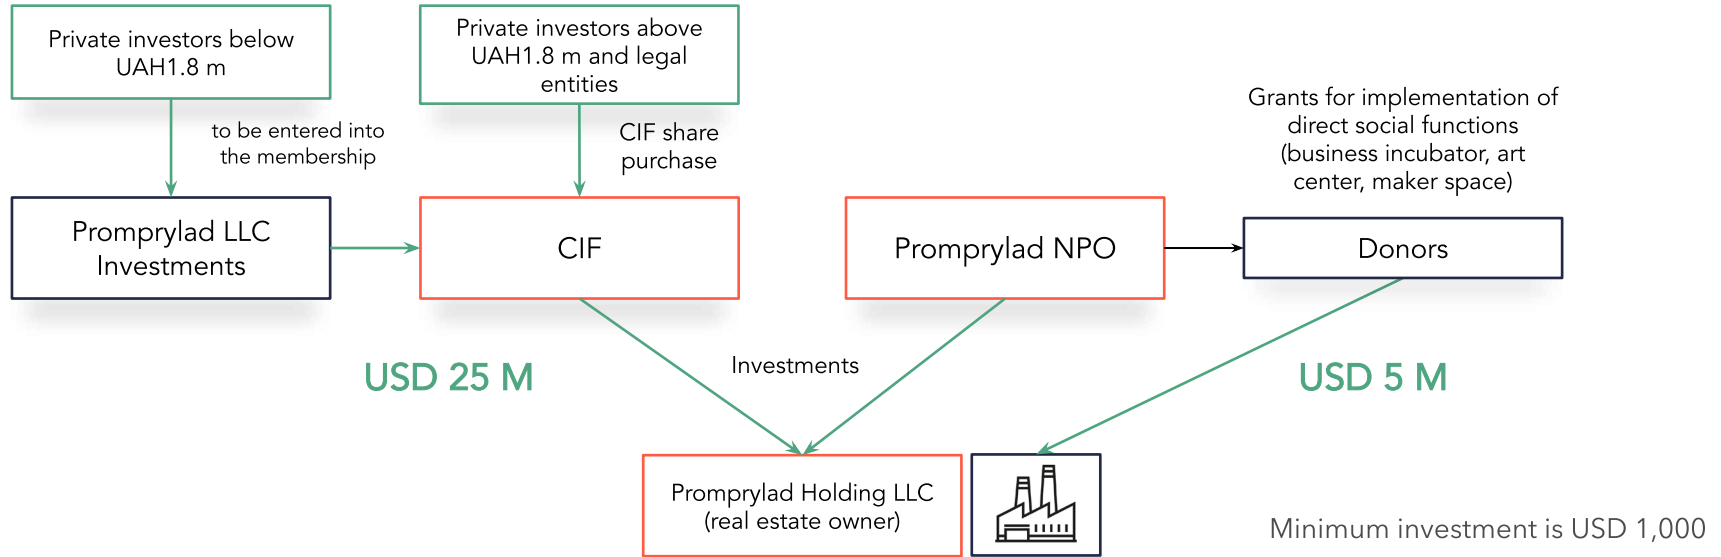 Private investors below
UAH1.8 m
Private investors above
UAH1.8 m and legal
entities
to be entered into
the membership
CIF share
purchase
Grants for implementation of
direct social functions
(business incubator, art
center, maker space)
Promprylad LLC
Investments
CIF
Promprylad NPO
Donors
USD 25 M
Investments
USD 5 M
Promprylad Holding LLC
(real estate owner)
Minimum investment is USD 1,000